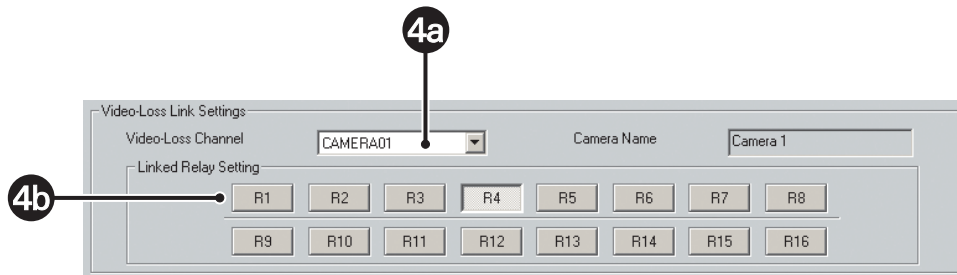 4a
Video-Loss Link Settings
Video-Loss Channel CAMERA01 Camera Name Camera 1
Linked Relay Setting
4b R1 R2 R3 R4 R5 R6 R7 R8
R9 R10 R11 R12 R13 R14 R15 R16